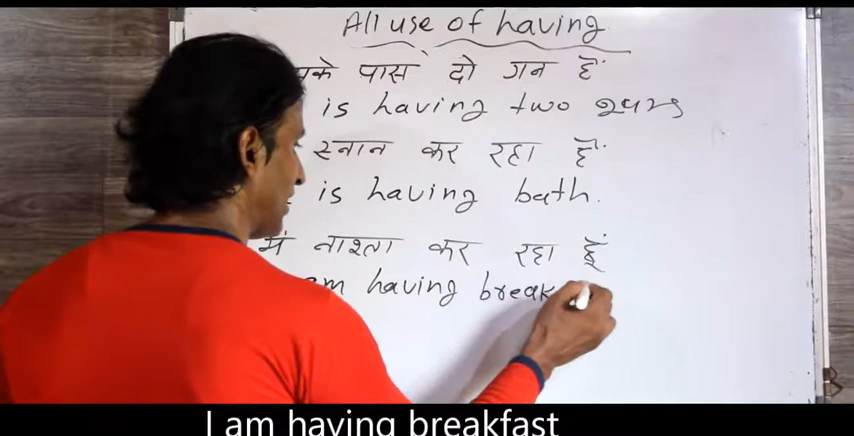 All use of having
पास दो गन हैं
is having two guns
स्नान कर रहा हैं
is having bath.
में नाश्ता कर रहा हूँ
am having break
I am having breakfast